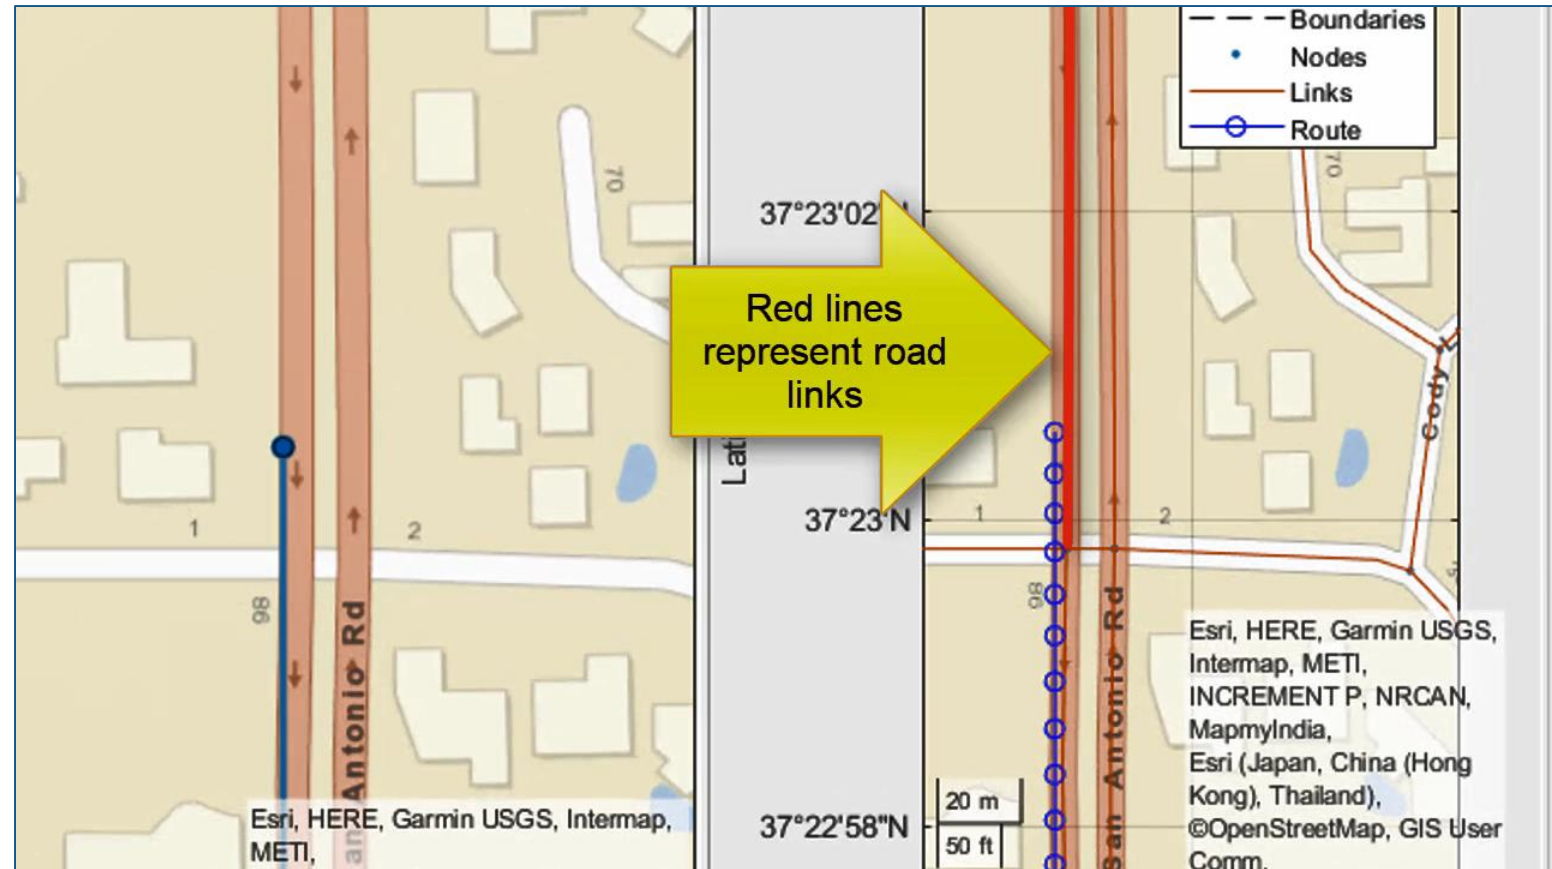 70
1
2
98
an Antonio Rd
Esri, HERE, Garmin USGS, Intermap,
METI,
Red lines
represent road
links
37°23'02"
Lati
37°23'N
37°22'58"N
Boundaries
Nodes
Links
Route
70
Cody L
1
2
98
San Antonio Rd
20 m
50 ft
Esri, HERE, Garmin USGS,
Intermap, METI,
INCREMENT P, NRCAN,
MapmyIndia,
Esri (Japan, China (Hong
Kong), Thailand),
©OpenStreetMap, GIS User
Comm,